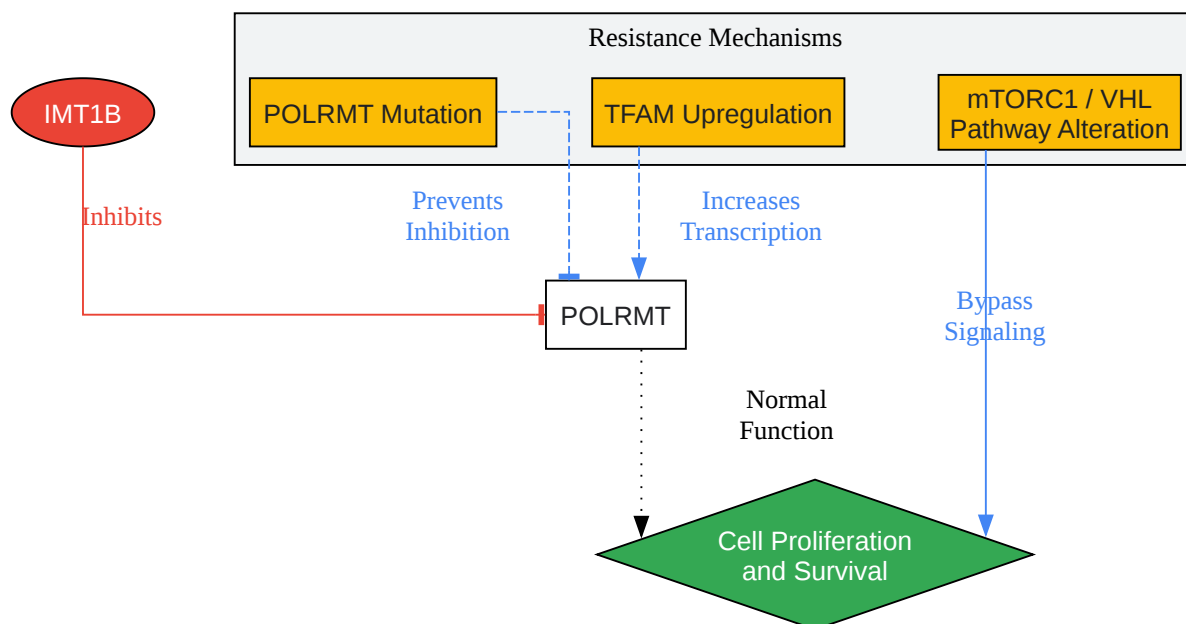 Resistance Mechanisms
IMT1B
POLRMT Mutation
TFAM Upregulation
mTORC1 / VHL
Pathway Alteration
Inhibits
Prevents
Inhibition
Increases
Transcription
POLRMT
Bypass
Signaling
Normal
Function
Cell Proliferation
and Survival